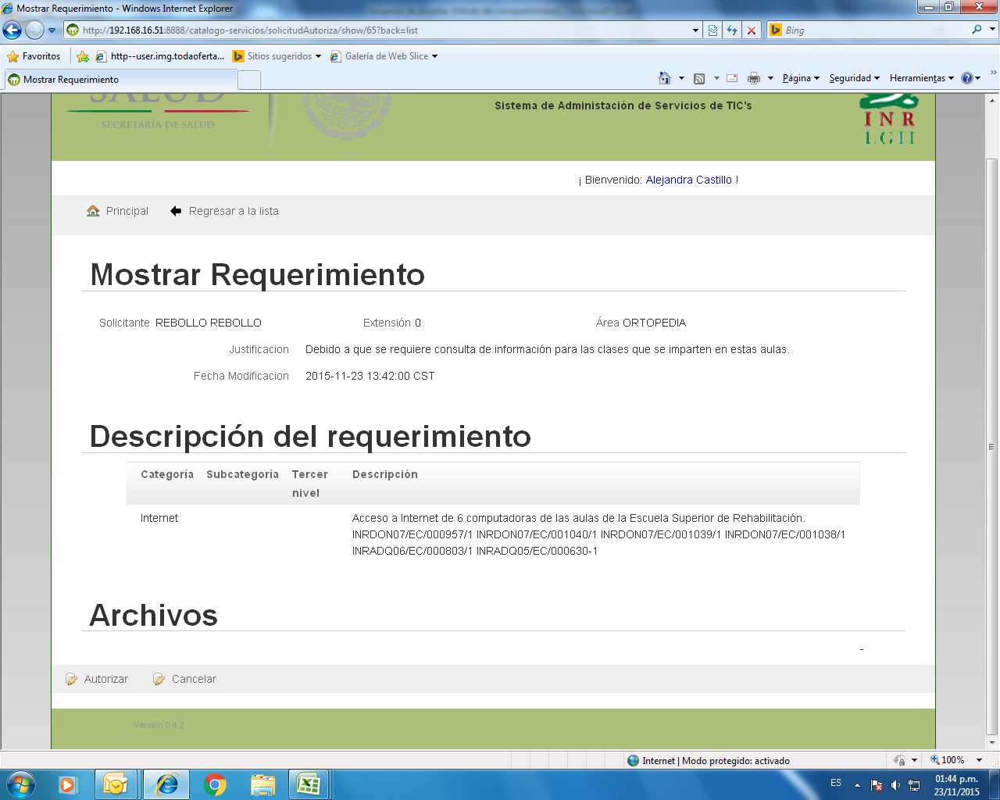 Mostrar Requerimiento - Windows Internet Explorer
http://192.168.16.51:8888/catalogo-servicios/solicitudAutoriza/show/65?back=list
Bing
Favoritos
http--user.img.todaoferta...
Sitios sugeridos
Galería de Web Slice
Mostrar Requerimiento
Página
Seguridad
Herramientas
»
SALUD
SECRETARÍA DE SALUD
Sistema de Administación de Servicios de TIC's
INR
LGII
¡ Bienvenido: Alejandra Castillo !
Principal
Regresar a la lista
Mostrar Requerimiento
Solicitante REBOLLO REBOLLO
Extensión 0
Área ORTOPEDIA
Justificacion
Debido a que se requiere consulta de información para las clases que se imparten en estas aulas.
Fecha Modificacion
2015-11-23 13:42:00 CST
Descripción del requerimiento
Categoría
Subcategoría
Tercer
nivel
Descripción
Internet
Acceso a Internet de 6 computadoras de las aulas de la Escuela Superior de Rehabilitación.
INRDON07/EC/000957/1 INRDON07/EC/001040/1 INRDON07/EC/001039/1 INRDON07/EC/001038/1
INRADQ06/EC/000803/1 INRADQ05/EC/000630-1
Archivos
-
Autorizar
Cancelar
Versión 0.4.2
Internet | Modo protegido: activado
100%
ES
01:44 p.m.
23/11/2015